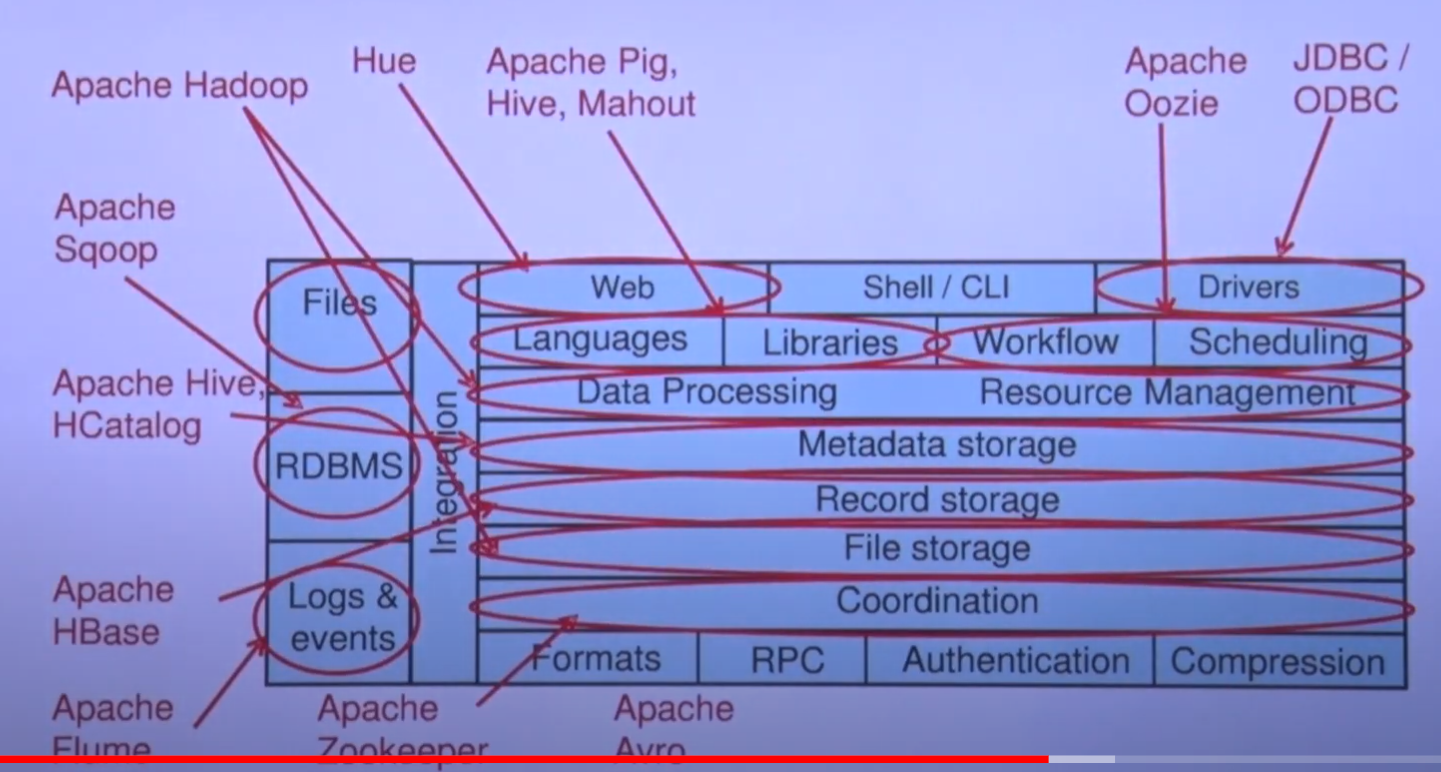 Apache Hadoop
Hue
Apache Pig,
Hive, Mahout
Apache
Oozie
JDBC /
ODBC
Apache
Sqoop
Apache Hive,
HCatalog
Apache
HBase
Apache
Flume
Apache
Zookeeper
Apache
Avro
Files
RDBMS
Logs &
events
Integration
Web
Shell / CLI
Drivers
Languages
Libraries
Workflow
Scheduling
Data Processing
Resource Management
Metadata storage
Record storage
File storage
Coordination
Formats
RPC
Authentication
Compression